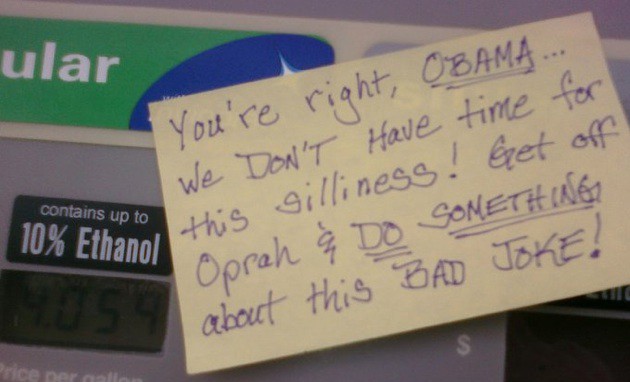 ular
You're right, OBAMA...
we DON'T Have time for
this silliness! Get off
Oprah & DO SOMETHING
about this BAD JOKE!
contains up to
10% Ethanol
4.054
Price per gallon
$